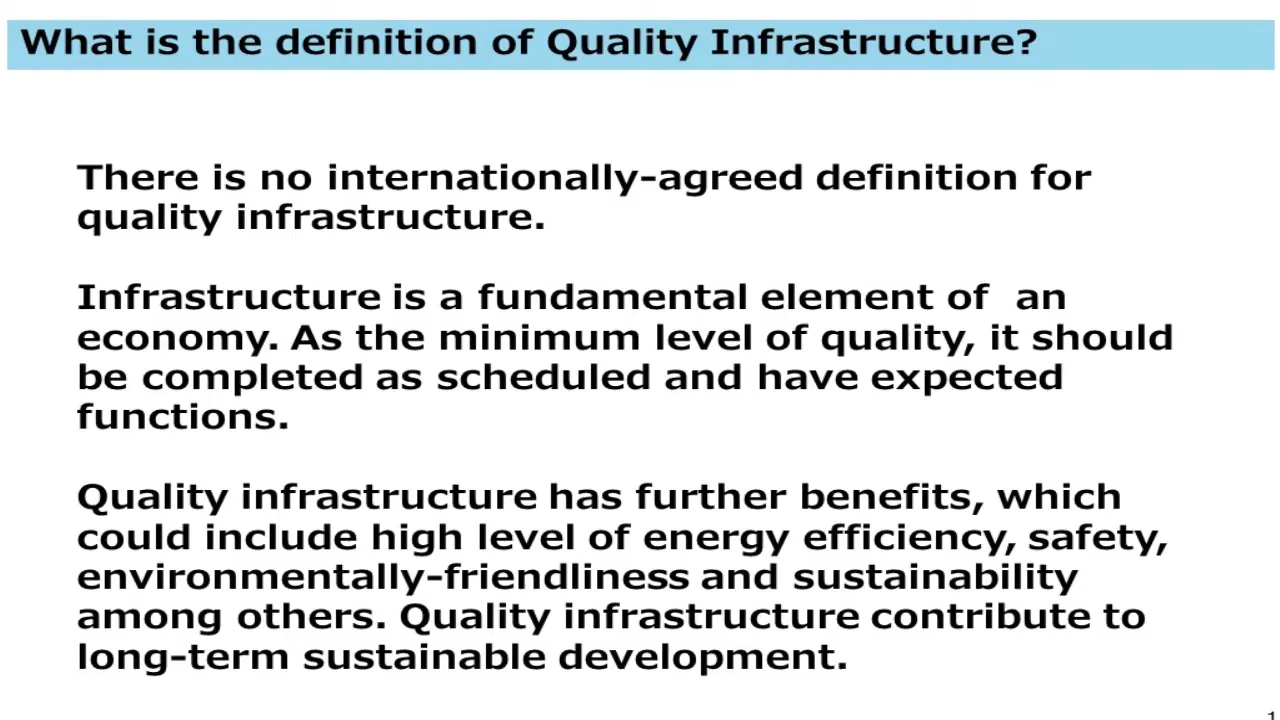 What is the definition of Quality Infrastructure?
There is no internationally-agreed definition for
quality infrastructure.
Infrastructure is a fundamental element of an
economy. As the minimum level of quality, it should
be completed as scheduled and have expected
functions.
Quality infrastructure has further benefits, which
could include high level of energy efficiency, safety,
environmentally-friendliness and sustainability
among others. Quality infrastructure contribute to
long-term sustainable development.
1